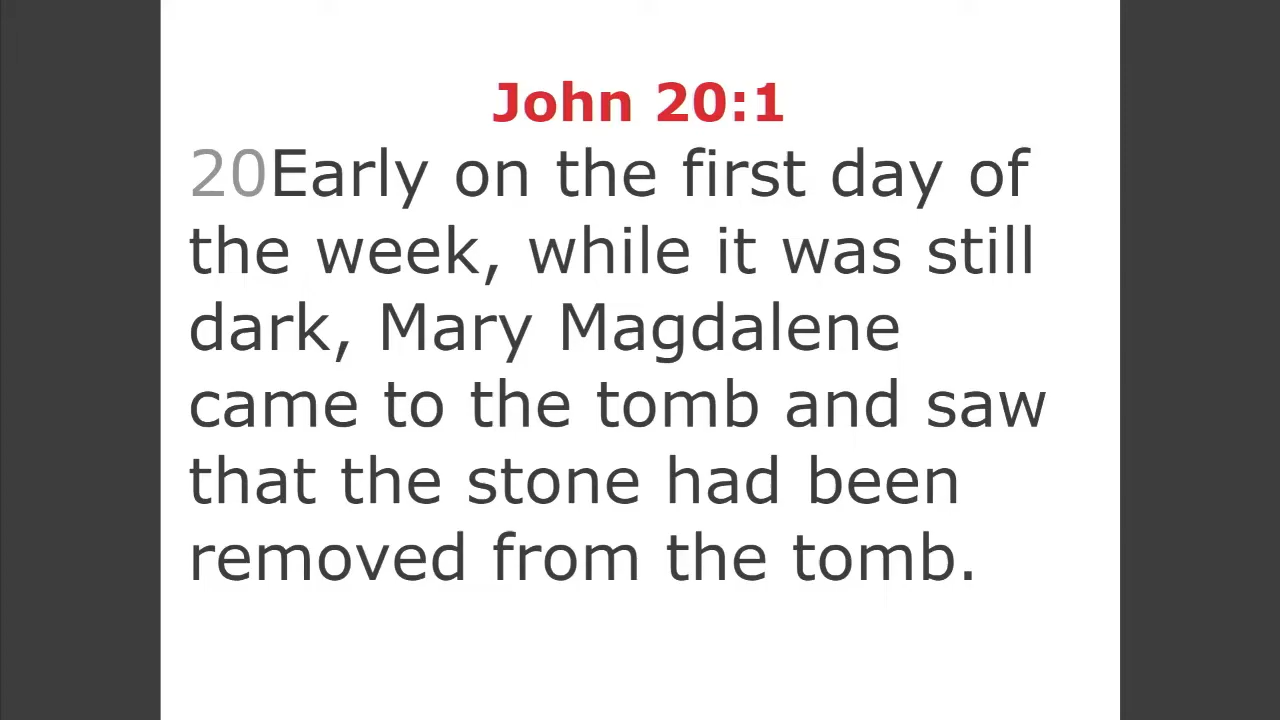 John 20:1
20Early on the first day of
the week, while it was still
dark, Mary Magdalene
came to the tomb and saw
that the stone had been
removed from the tomb.